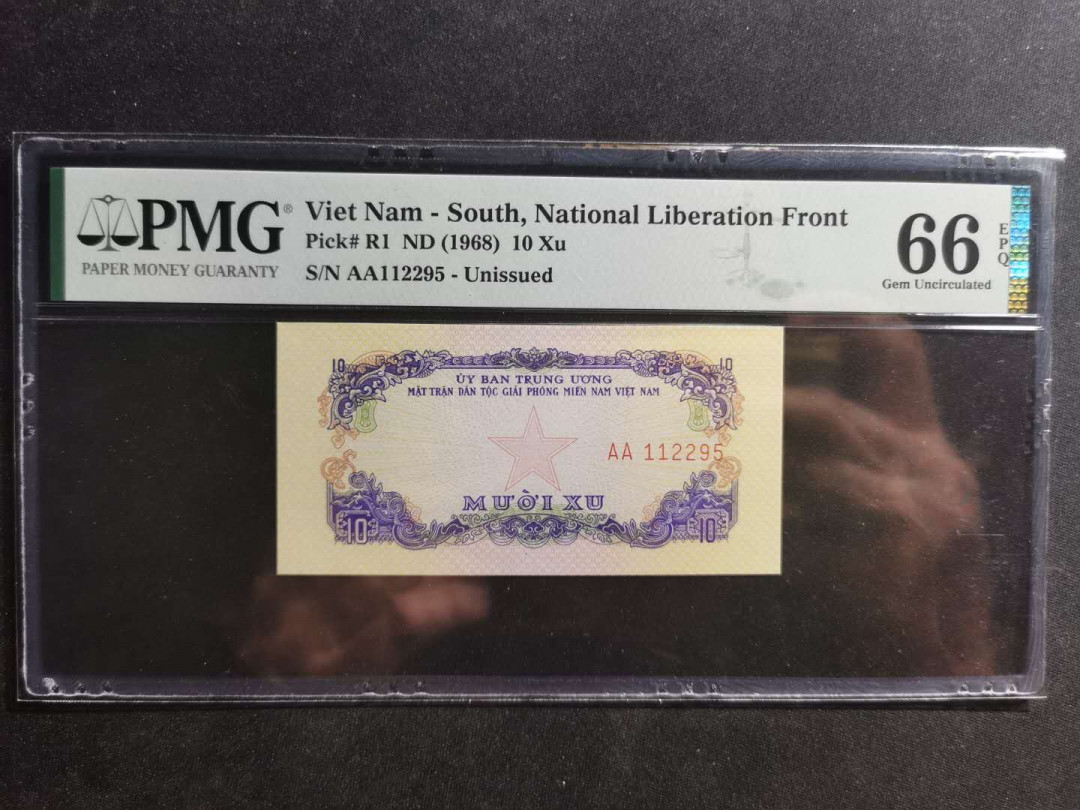 PMG®
PAPER MONEY GUARANTY
Viet Nam - South, National Liberation Front
Pick# R1 ND (1968) 10 Xu
S/N AA112295 - Unissued
66
EPQ
Gem Uncirculated
10 10
ỦY BAN TRUNG ƯƠNG
MẶT TRẬN DÂN TỘC GIẢI PHÓNG MIỀN NAM VIỆT NAM
AA 112295
MƯỜI XU
10 10